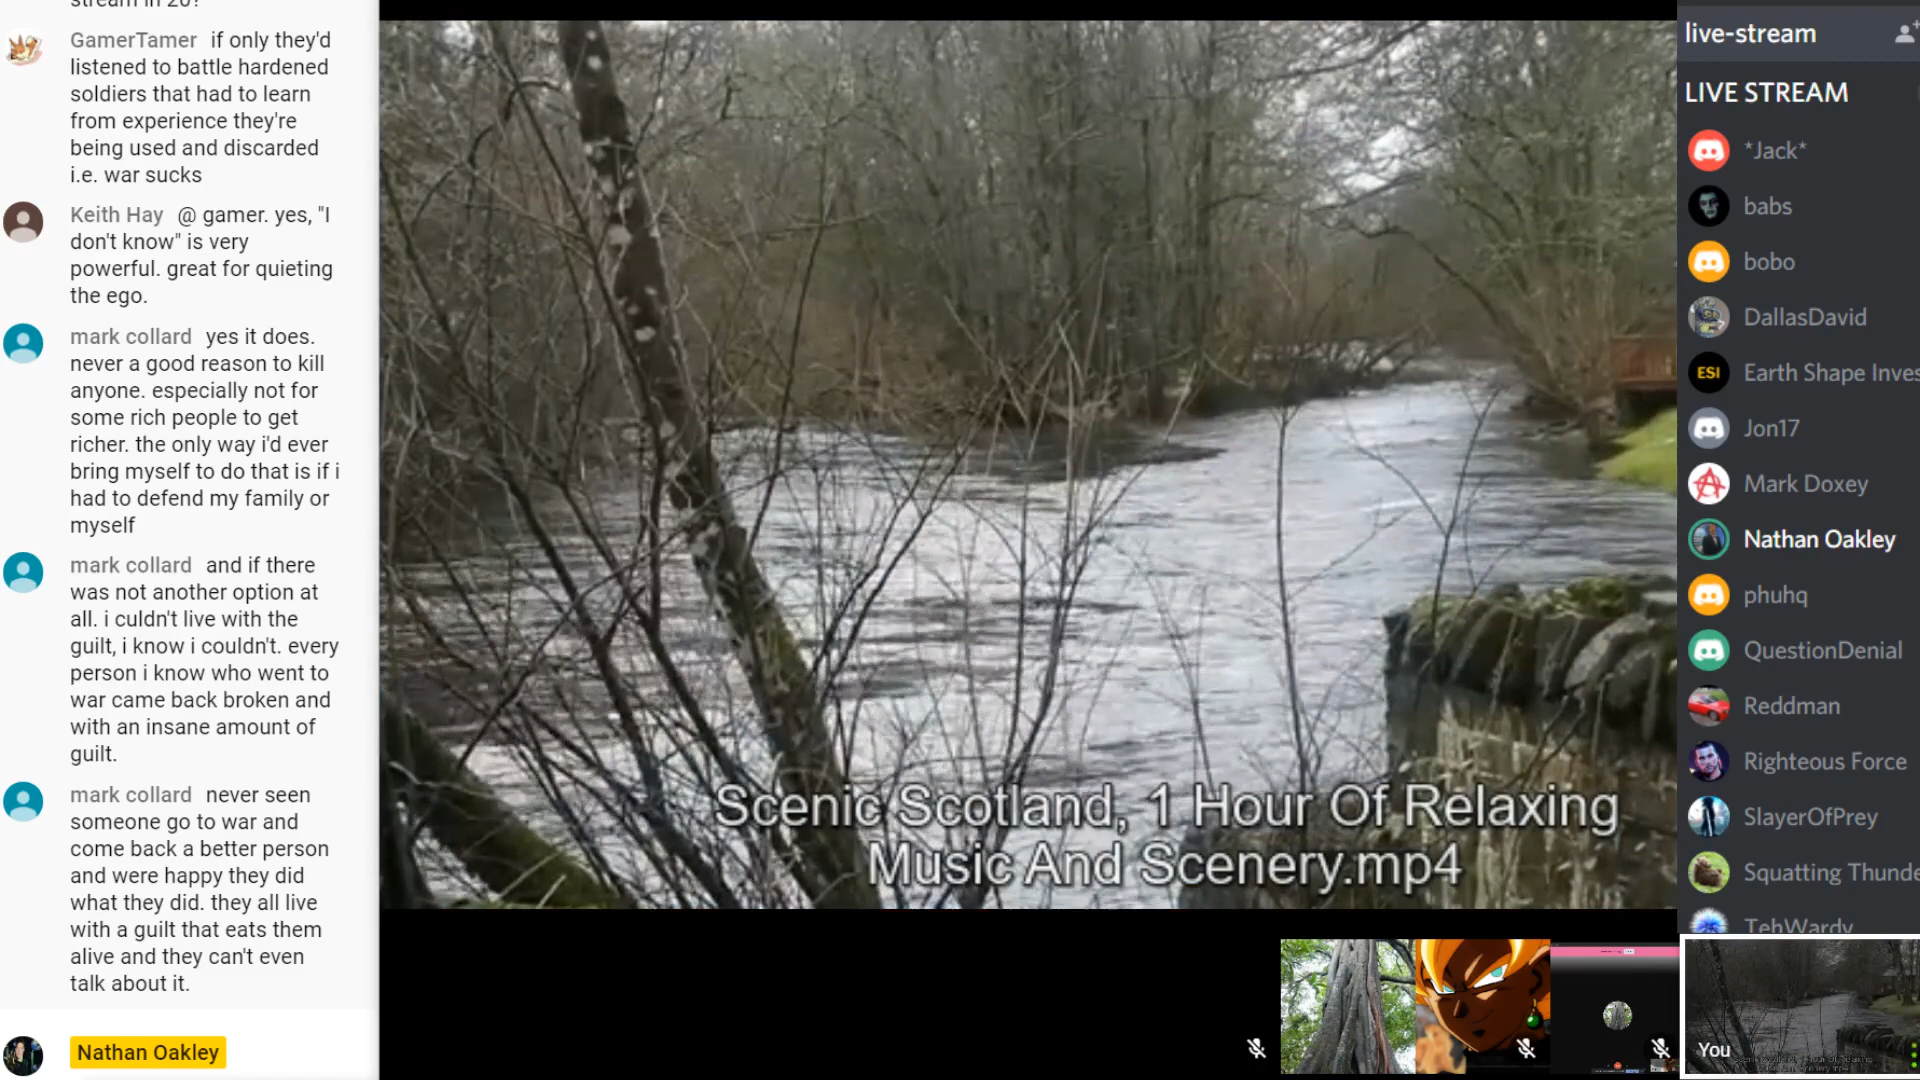 GamerTamer if only they'd
listened to battle hardened
soldiers that had to learn
from experience they're
being used and discarded
i.e. war sucks
Keith Hay @ gamer. yes, "I
don't know" is very
powerful. great for quieting
the ego.
mark collard yes it does.
never a good reason to kill
anyone. especially not for
some rich people to get
richer. the only way i'd ever
bring myself to do that is if i
had to defend my family or
myself
mark collard and if there
was not another option at
all. i culdn't live with the
guilt, i know i couldn't. every
person i know who went to
war came back broken and
with an insane amount of
guilt.
mark collard never seen
someone go to war and
come back a better person
and were happy they did
what they did. they all live
with a guilt that eats them
alive and they can't even
talk about it.
Nathan Oakley
Scenic Scotland, 1 Hour Of Relaxing
Music And Scenery.mp4
live-stream
LIVE STREAM
*Jack*
babs
bobo
DallasDavid
ESI Earth Shape Inves
Jon17
Mark Doxey
Nathan Oakley
phuhq
QuestionDenial
Reddman
Righteous Force
SlayerOfPrey
Squatting Thunde
TehWardy
You